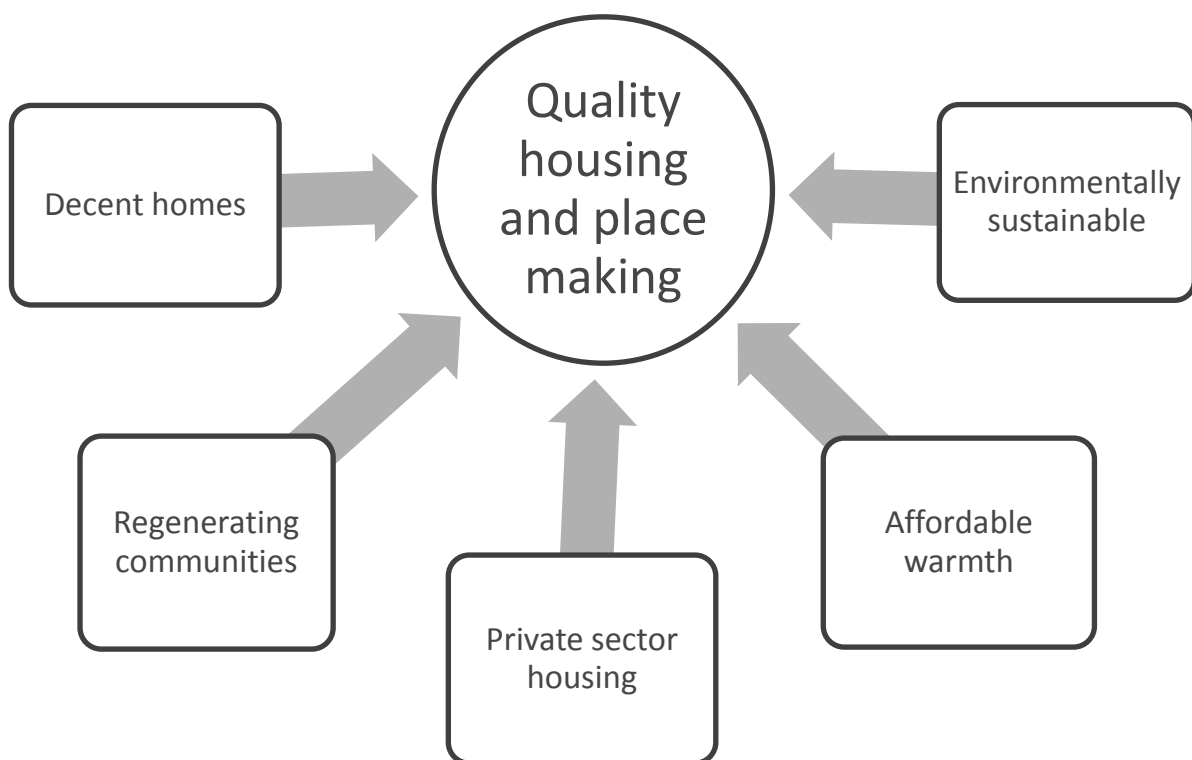 Quality
housing
and place
making
Decent homes
Environmentally
sustainable
Regenerating
communities
Affordable
warmth
Private sector
housing